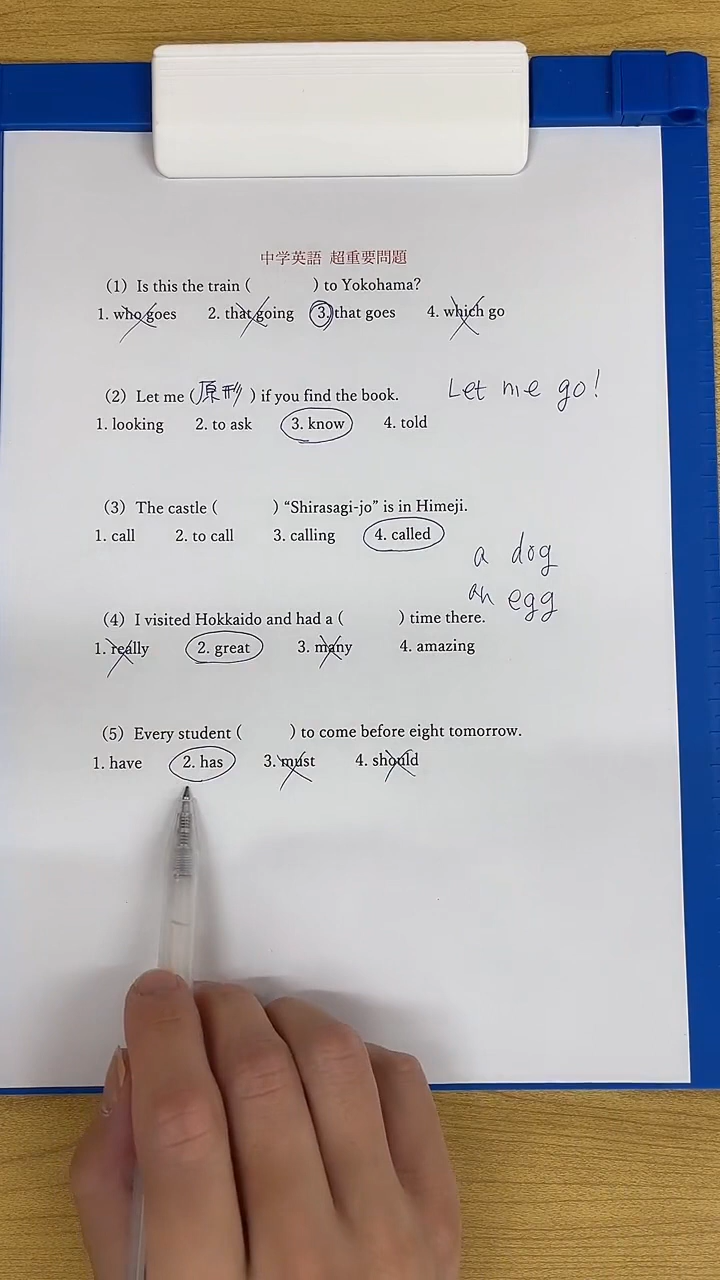 中学英語 超重要問題
(1) Is this the train (　　) to Yokohama?
1. who goes 2. that going 3. that goes 4. which go
(2) Let me (原形) if you find the book. Let me go!
1. looking 2. to ask 3. know 4. told
(3) The castle (　　) “Shirasagi-jo” is in Himeji.
1. call 2. to call 3. calling 4. called
a dog
an egg
(4) I visited Hokkaido and had a (　　) time there.
1. really 2. great 3. many 4. amazing
(5) Every student (　　) to come before eight tomorrow.
1. have 2. has 3. must 4. should